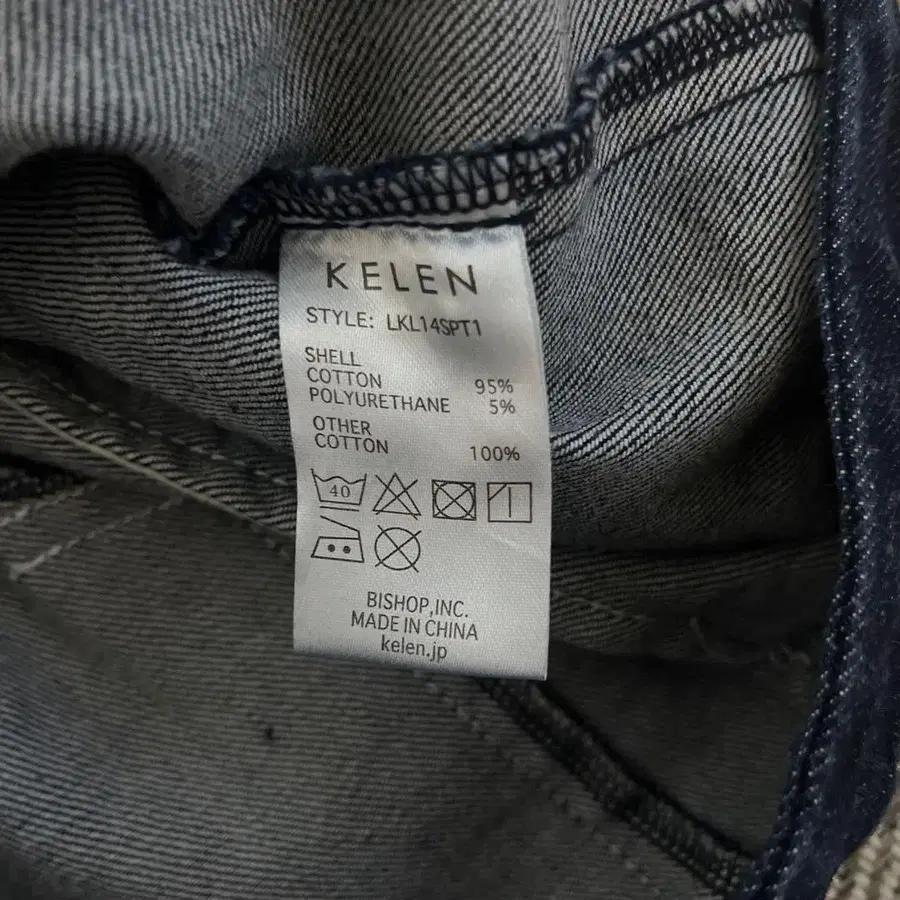 KELEN
STYLE: LKL14SPT1
SHELL
COTTON 95%
POLYURETHANE 5%
OTHER
COTTON 100%
40
BISHOP,INC.
MADE IN CHINA
kelen.jp